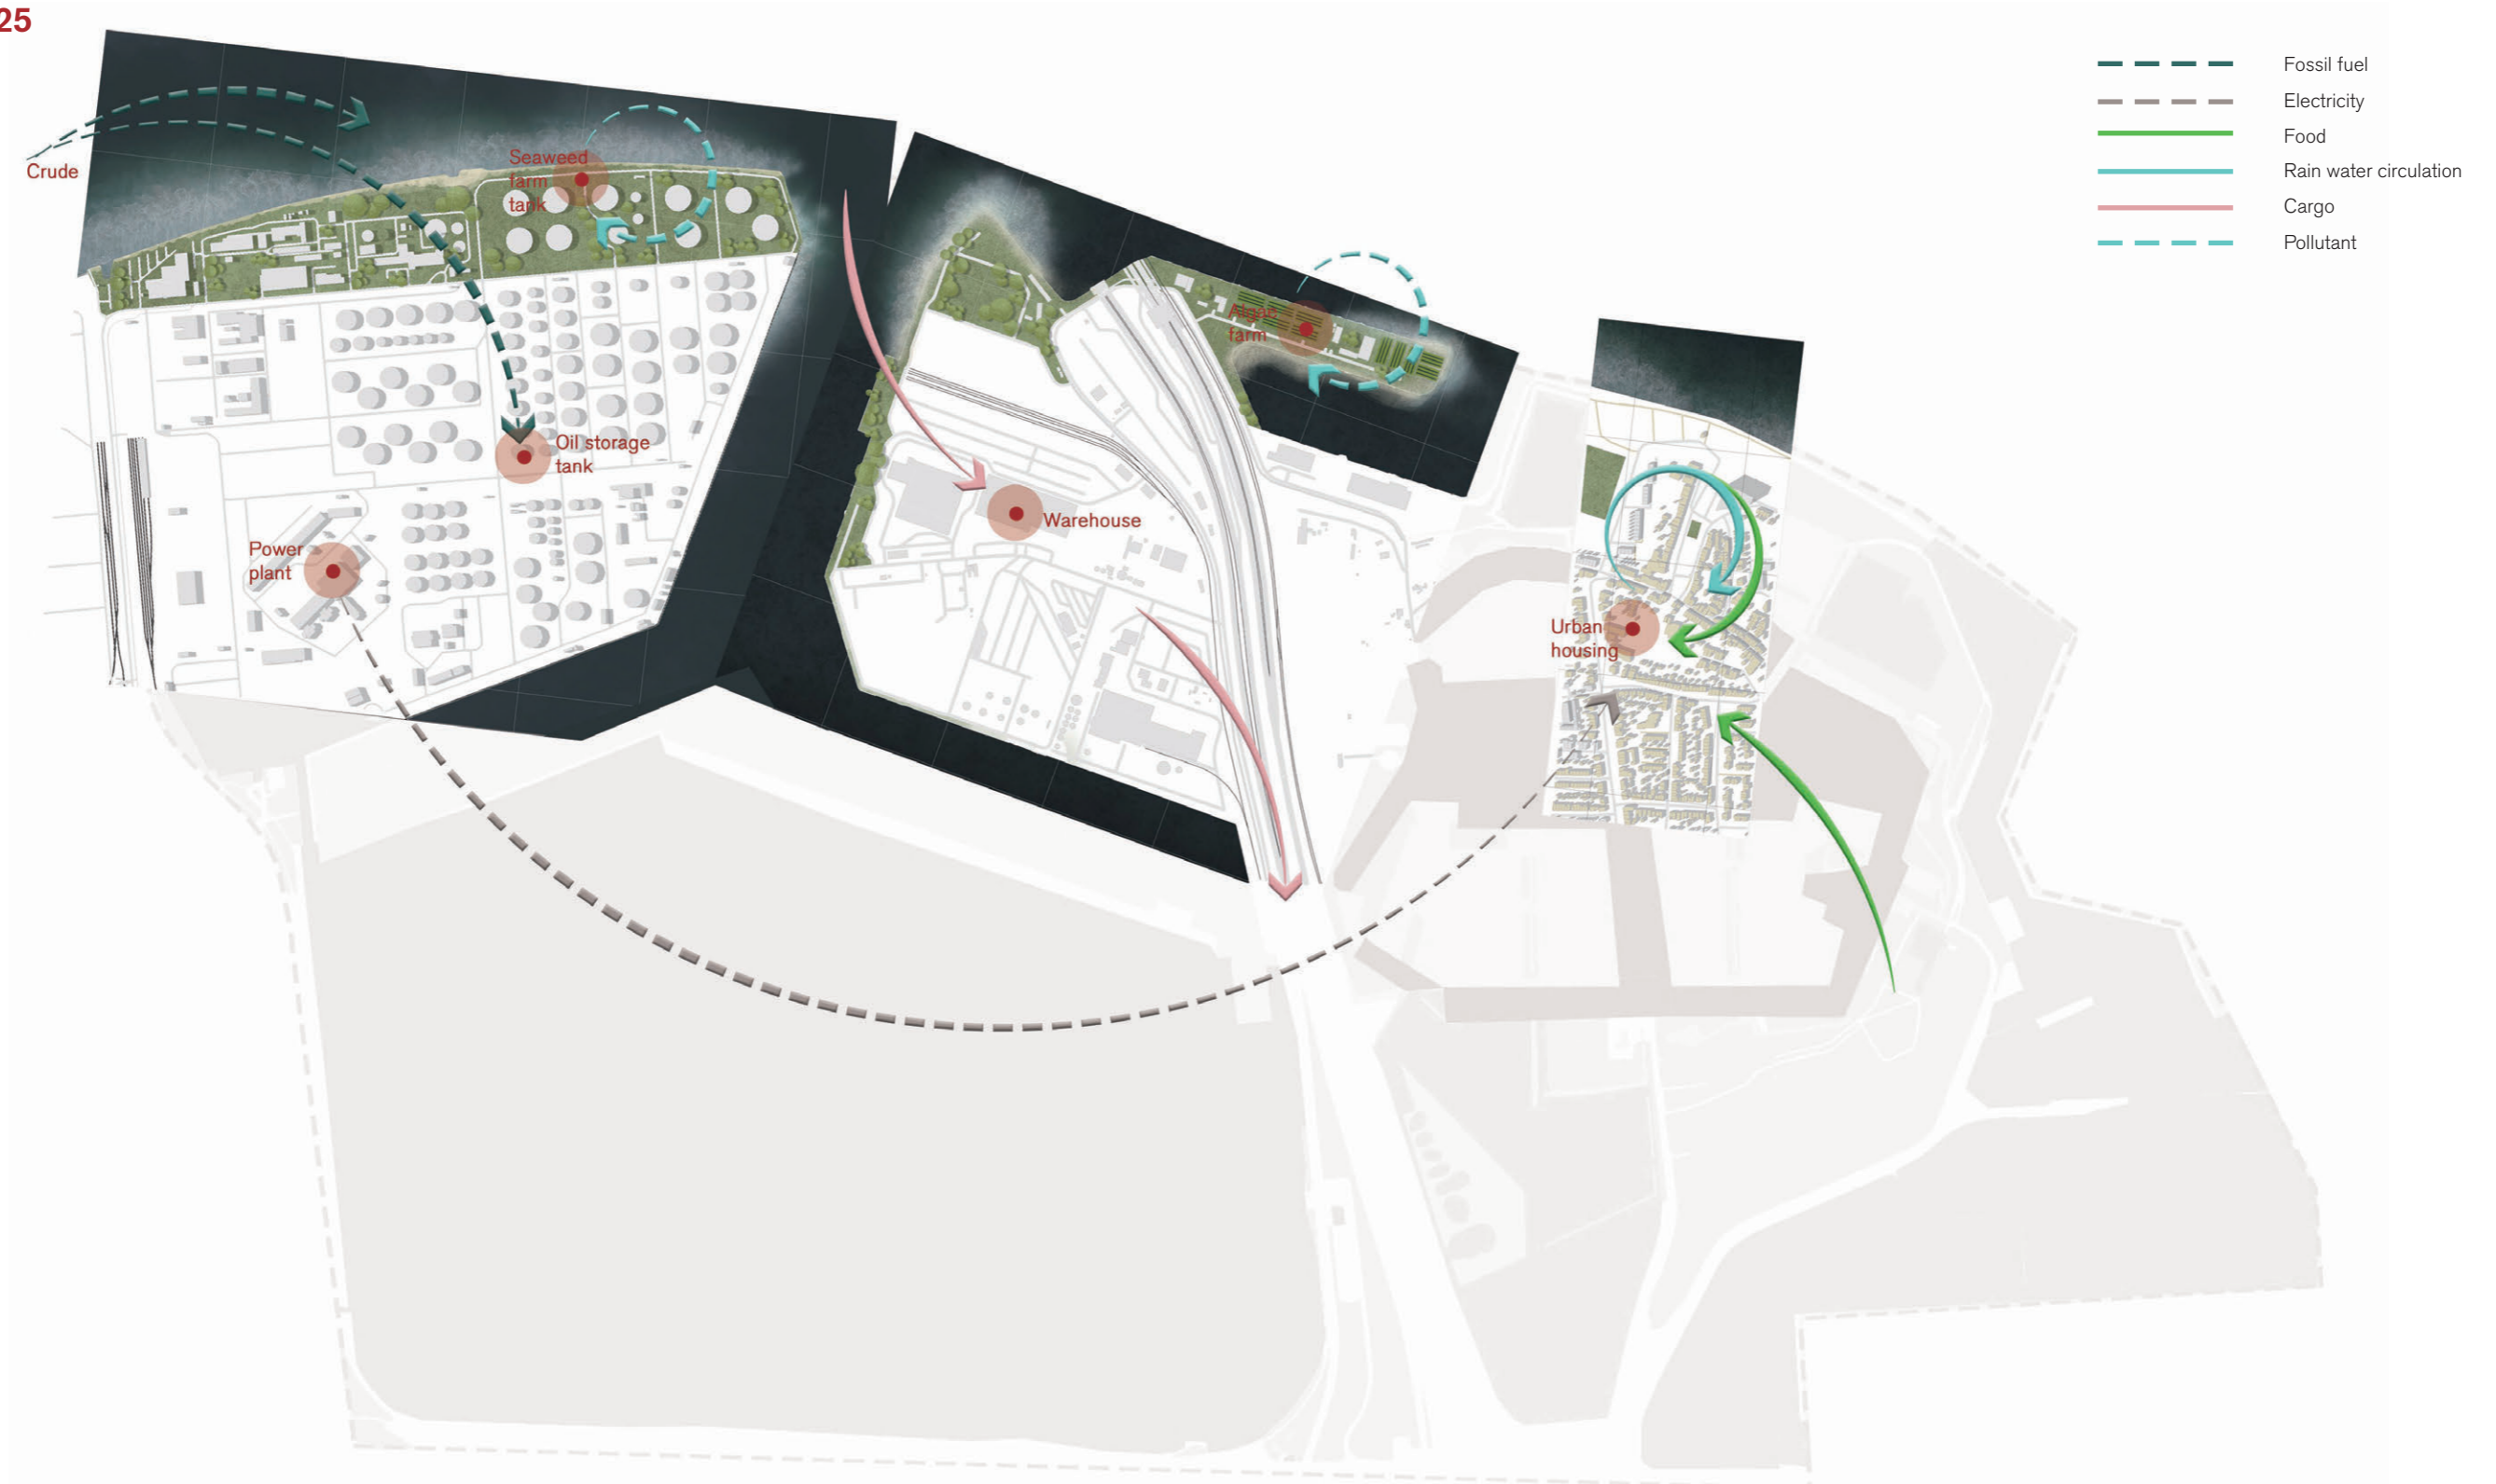 25
Fossil fuel
Electricity
Food
Rain water circulation
Cargo
Pollutant
Crude
Seaweed
farm
tank
Algae
farm
Oil storage
tank
Warehouse
Power
plant
Urban
housing